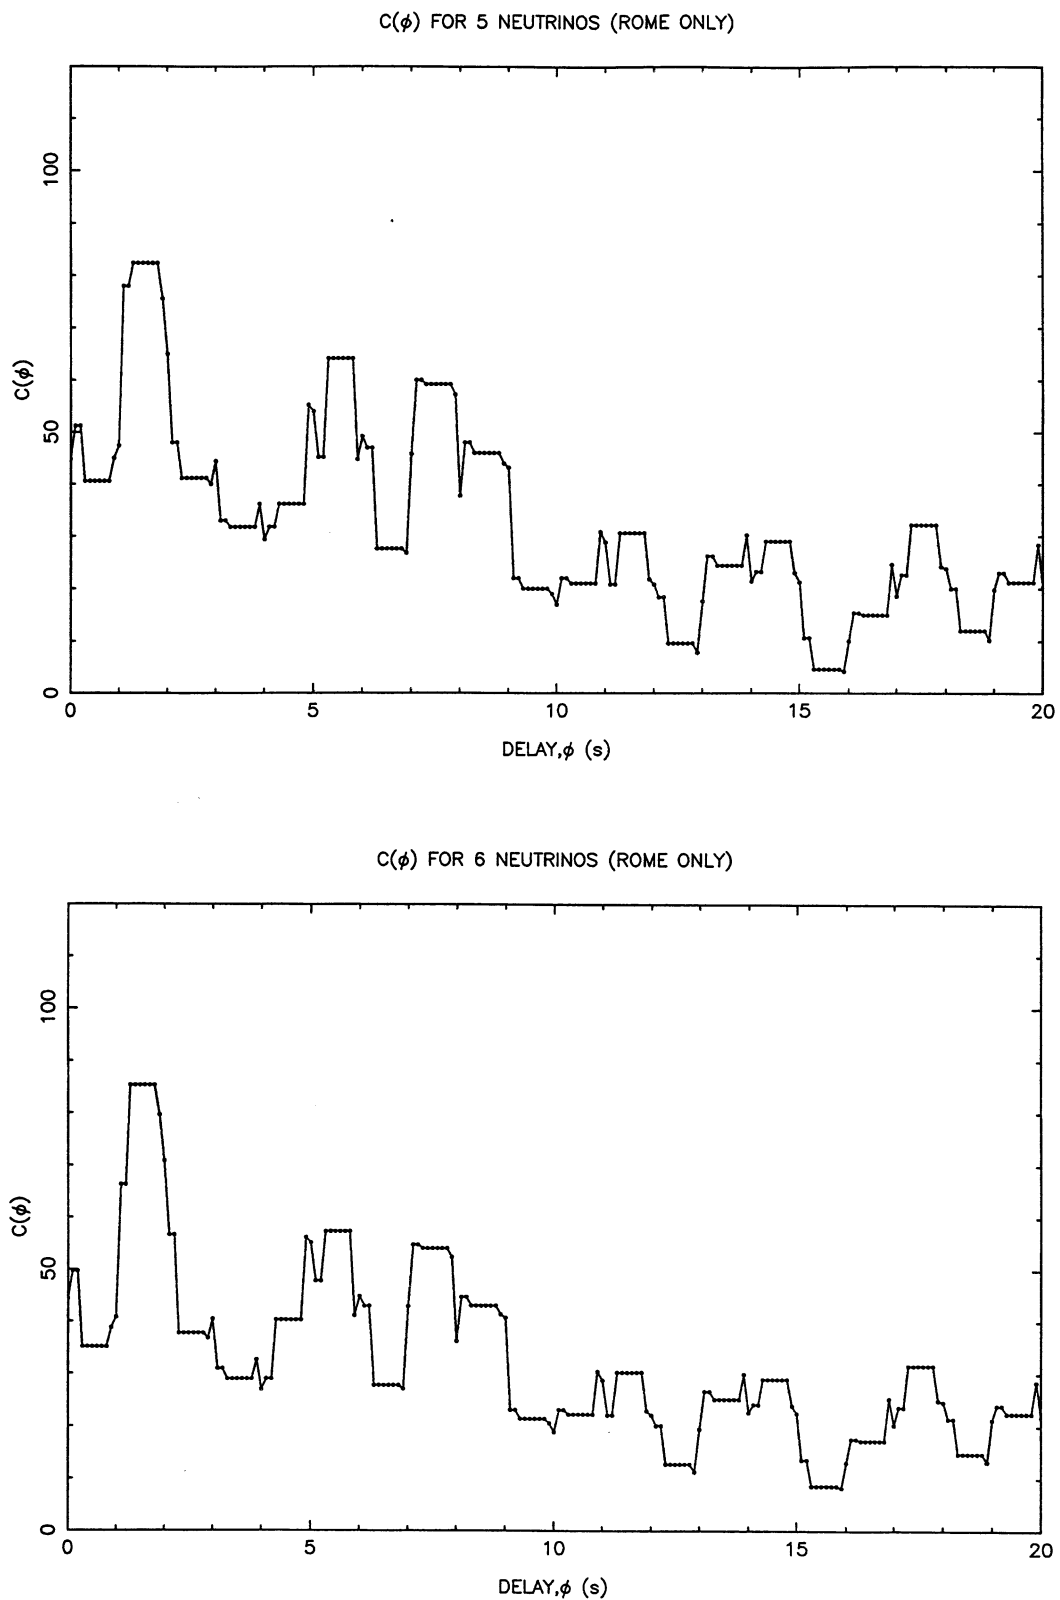 C(ϕ) FOR 5 NEUTRINOS (ROME ONLY)
100
50
0
C(ϕ)
0 5 10 15 20
DELAY,ϕ (s)
C(ϕ) FOR 6 NEUTRINOS (ROME ONLY)
100
50
0
C(ϕ)
0 5 10 15 20
DELAY,ϕ (s)